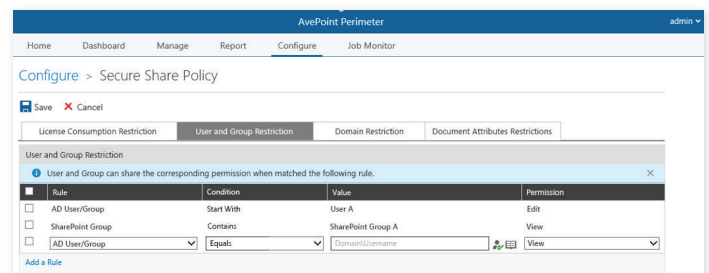 AvePoint Perimeter
admin
Home Dashboard Manage Report Configure Job Monitor
Configure > Secure Share Policy
Save Cancel
License Consumption Restriction User and Group Restriction Domain Restriction Document Attributes Restrictions
User and Group Restriction
User and Group can share the corresponding permission when matched the following rule.
Rule Condition Value Permission
AD User/Group Start With User A Edit
SharePoint Group Contains SharePoint Group A View
AD User/Group Equals Domain\Username View
Add a Rule